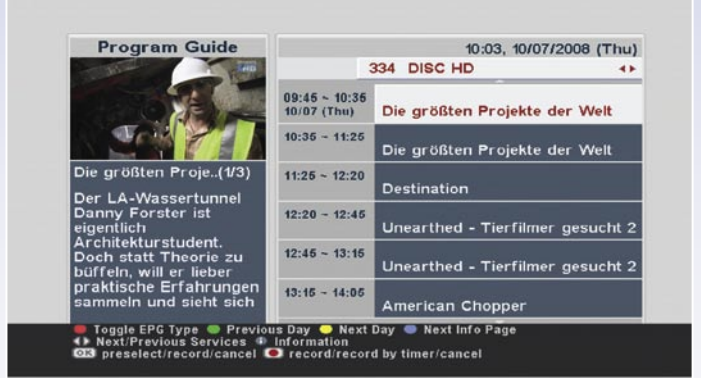 Program Guide
10:03, 10/07/2008 (Thu)
334 DISC HD
Die größten Proje..(1/3)
Der LA-Wassertunnel
Danny Forster ist
eigentlich
Architekturstudent.
Doch statt Theorie zu
büffeln, will er lieber
praktische Erfahrungen
sammeln und sieht sich
09:45 ~ 10:35
10/07 (Thu)
Die größten Projekte der Welt
10:35 ~ 11:25
Die größten Projekte der Welt
11:25 ~ 12:20
Destination
12:20 ~ 12:45
Unearthed - Tierfilmer gesucht 2
12:45 ~ 13:15
Unearthed - Tierfilmer gesucht 2
13:15 ~ 14:05
American Chopper
Toggle EPG Type Previous Day Next Day Next Info Page
Next/Previous Services Information
OK preselect/record/cancel record/record by timer/cancel